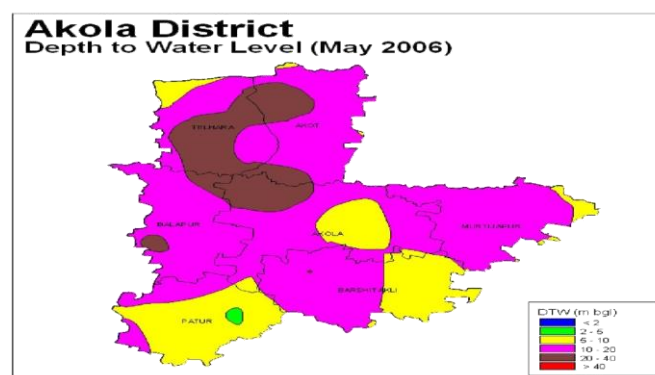 Akola District
Depth to Water Level (May 2006)
TELHARA
AKOT
BALAPUR
AKOLA
MURTIJAPUR
BARSHITAKLI
PATUR
DTW (m bgl)
< 2
2 - 5
5 - 10
10 - 20
20 - 40
> 40